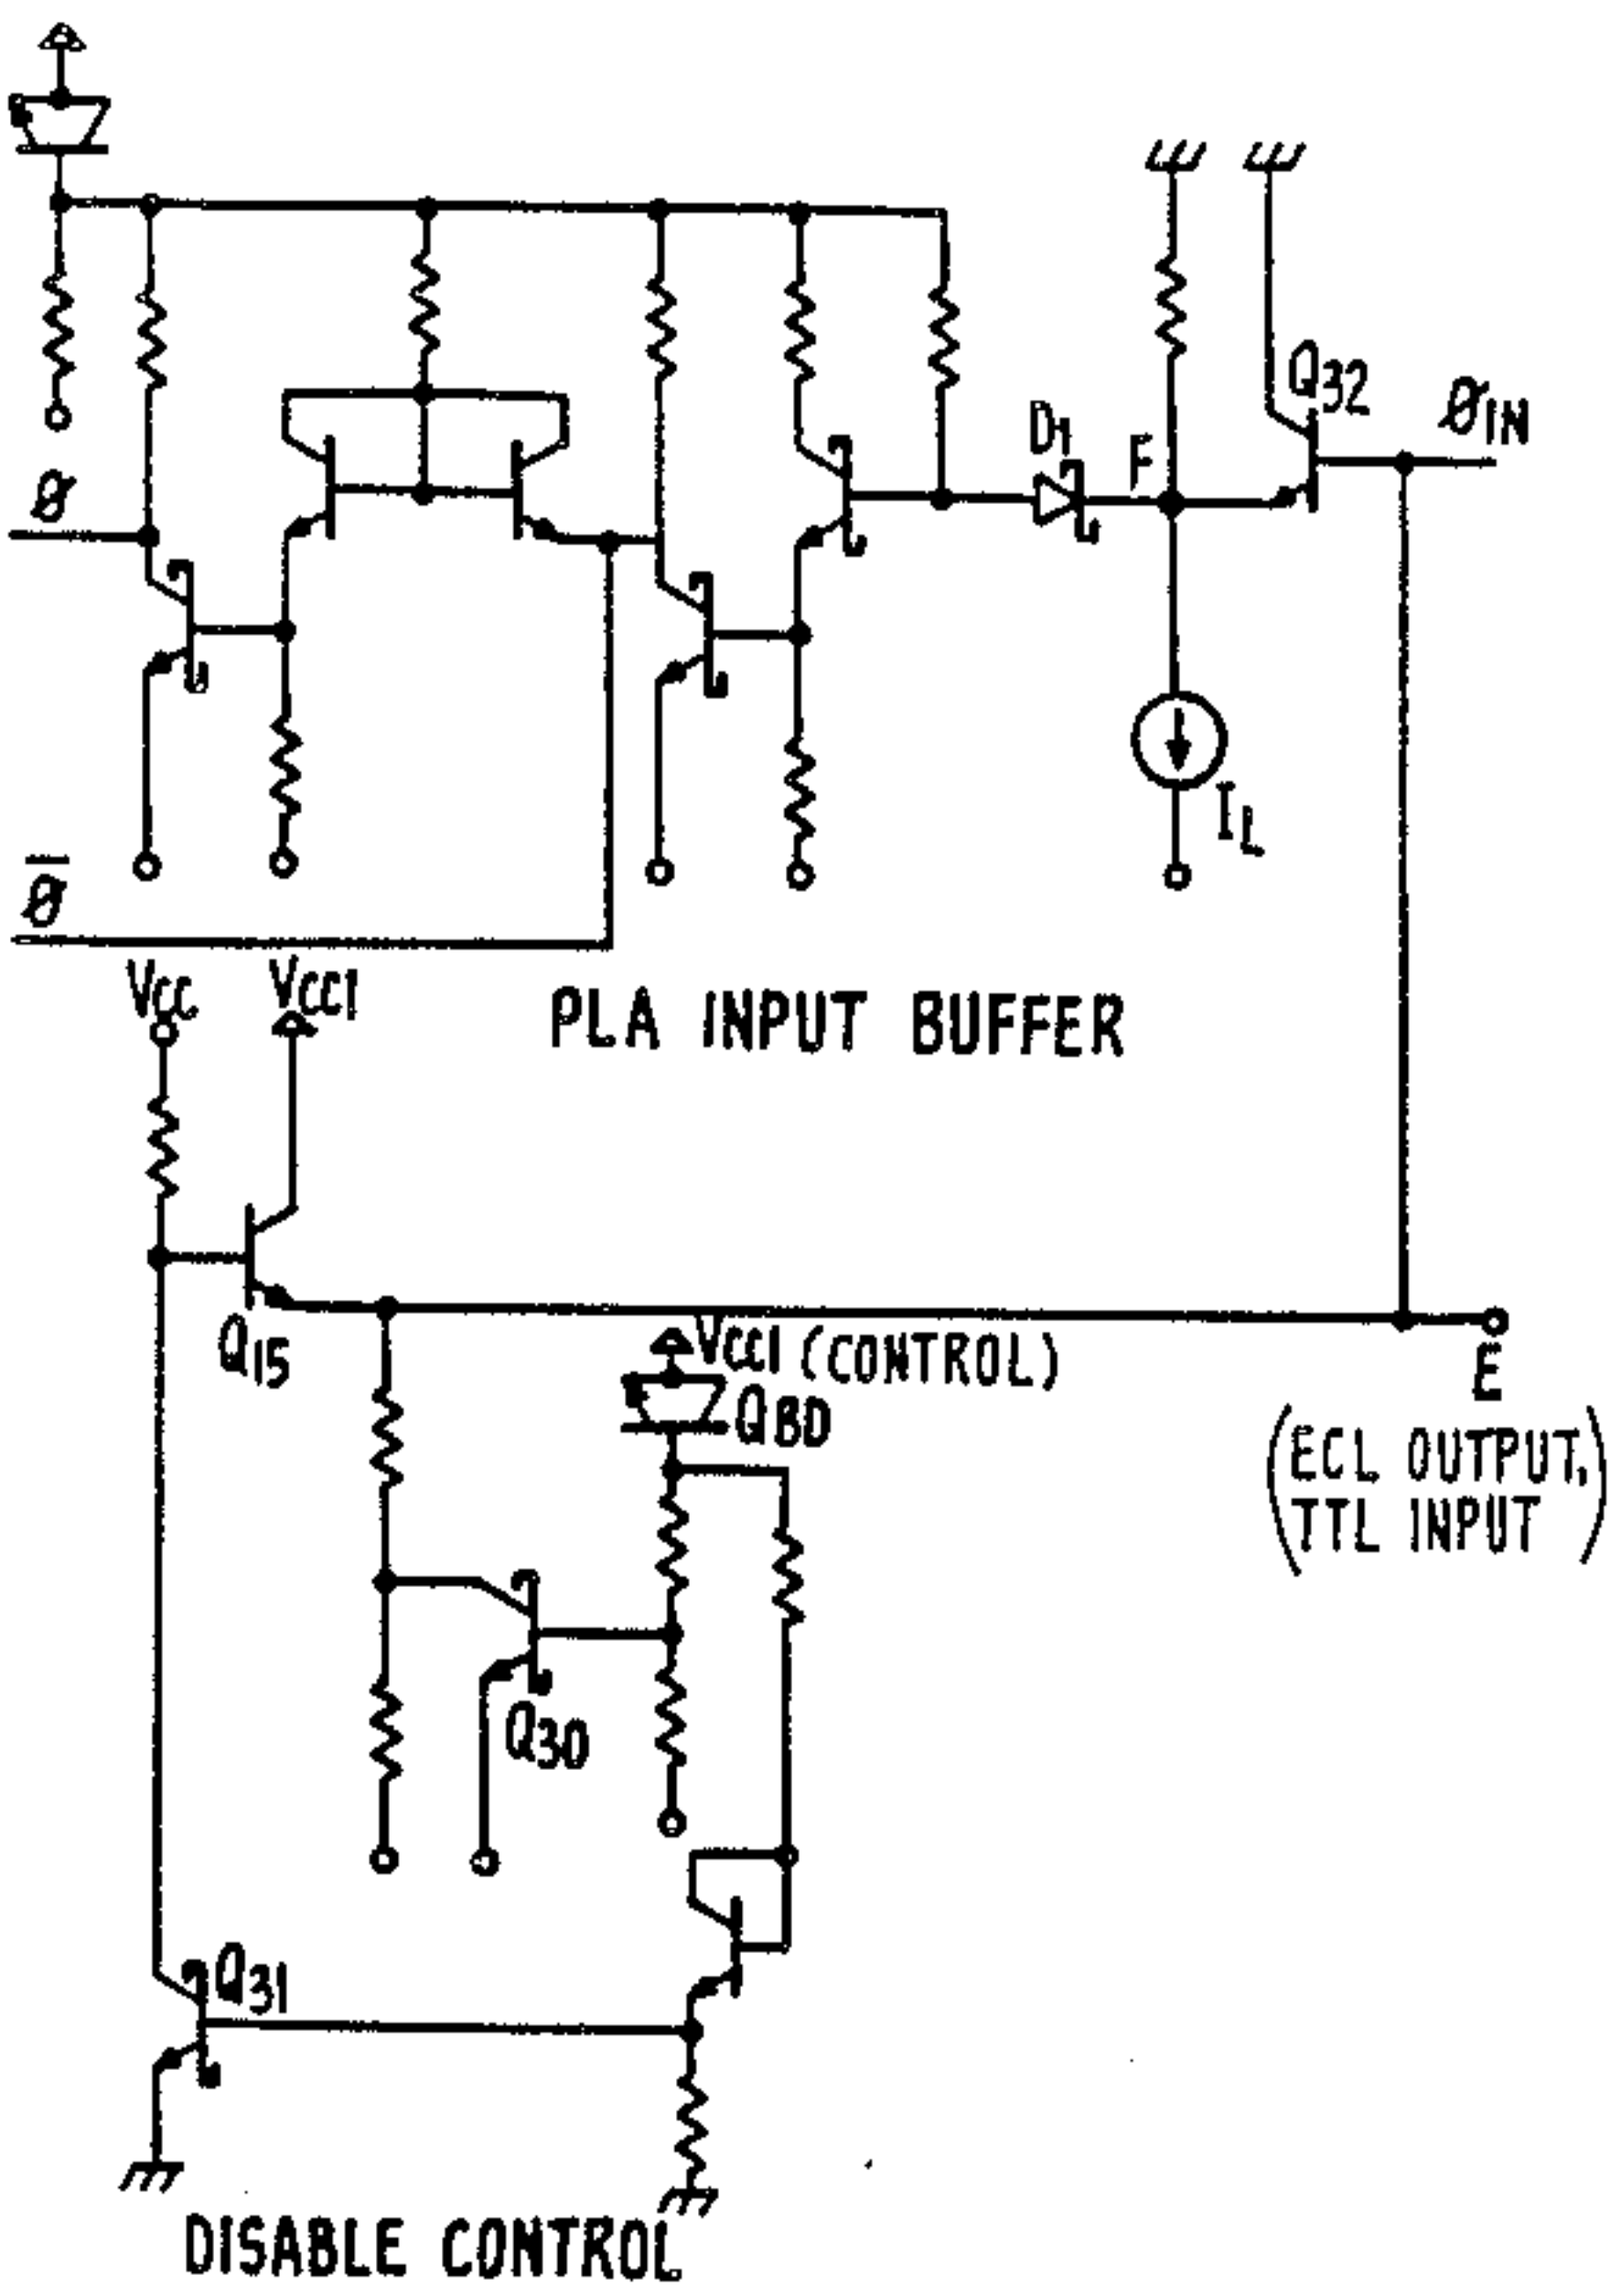 Q32
ØIN
D1
F
Ø
IL
Ø̅
VCC
VCC1
PLA INPUT BUFFER
Q15
VCC1 (CONTROL)
QBD
E
(ECL OUTPUT,
TTL INPUT)
Q30
Q31
DISABLE CONTROL